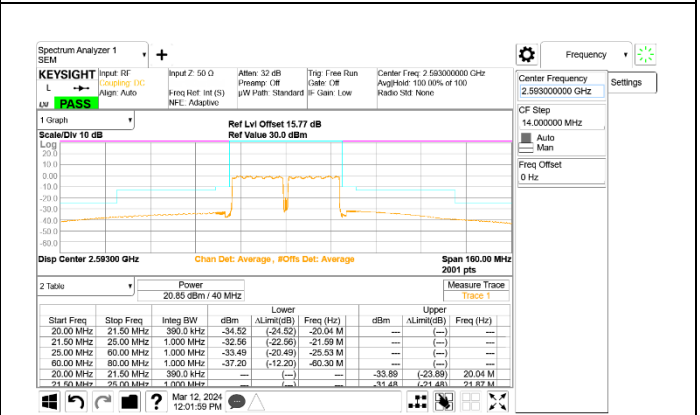 Spectrum Analyzer 1
SEM
Frequency
KEYSIGHT
Input: RF
Coupling: DC
Align: Auto
Input Z: 50 Ω
Freq Ref: Int (S)
NFE: Adaptive
Atten: 32 dB
Preamp: Off
µW Path: Standard
Trig: Free Run
Gate: Off
IF Gain: Low
Center Freq: 2.593000000 GHz
Avg|Hold: 100.00% of 100
Radio Std: None
L
PASS
Center Frequency
2.593000000 GHz
Settings
CF Step
14.000000 MHz
Auto
Man
Freq Offset
0 Hz
1 Graph
Scale/Div 10 dB
Ref Lvl Offset 15.77 dB
Ref Value 30.0 dBm
Log
20.0
10.0
0.00
-10.0
-20.0
-30.0
-40.0
-50.0
-60.0
Disp Center 2.59300 GHz
Chan Det: Average, #Offs Det: Average
Span 160.00 MHz
2001 pts
2 Table
Power
20.85 dBm / 40 MHz
Measure Trace
Trace 1
Lower Upper
Start Freq Stop Freq Integ BW dBm ΔLimit(dB) Freq (Hz) dBm ΔLimit(dB) Freq (Hz)
20.00 MHz 21.50 MHz 390.0 kHz -34.52 (-24.52) -20.04 M --- (---) ---
21.50 MHz 25.00 MHz 1.000 MHz -32.56 (-22.56) -21.59 M --- (---) ---
25.00 MHz 60.00 MHz 1.000 MHz -33.49 (-20.49) -25.53 M --- (---) ---
60.00 MHz 80.00 MHz 1.000 MHz -37.20 (-12.20) -60.30 M --- (---) ---
20.00 MHz 21.50 MHz 390.0 kHz --- (---) --- -33.89 (-23.89) 20.04 M
21.50 MHz 25.00 MHz 1.000 MHz --- (---) --- -31.48 (-21.48) 21.87 M
Mar 12, 2024
12:01:59 PM